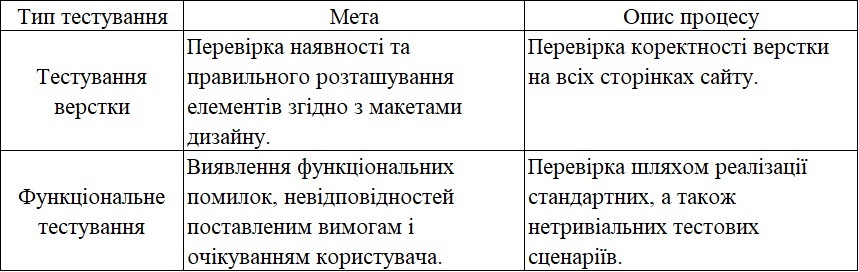 Тип тестування
Мета
Опис процесу
Тестування
верстки
Перевірка наявності та
правильного розташування
елементів згідно з макетами
дизайну.
Перевірка коректності верстки
на всіх сторінках сайту.
Функціональне
тестування
Виявлення функціональних
помилок, невідповідностей
поставленим вимогам і
очікуванням користувача.
Перевірка шляхом реалізації
стандартних, а також
нетривіальних тестових
сценаріїв.